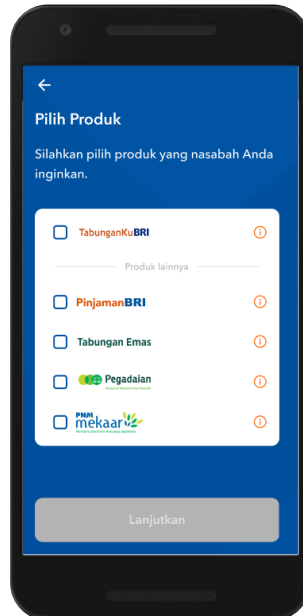 Pilih Produk
Silahkan pilih produk yang nasabah Anda
inginkan.
TabunganKuBRI
Produk lainnya
PinjamanBRI
Tabungan Emas
Pegadaian
PNM
mekaar
Lanjutkan